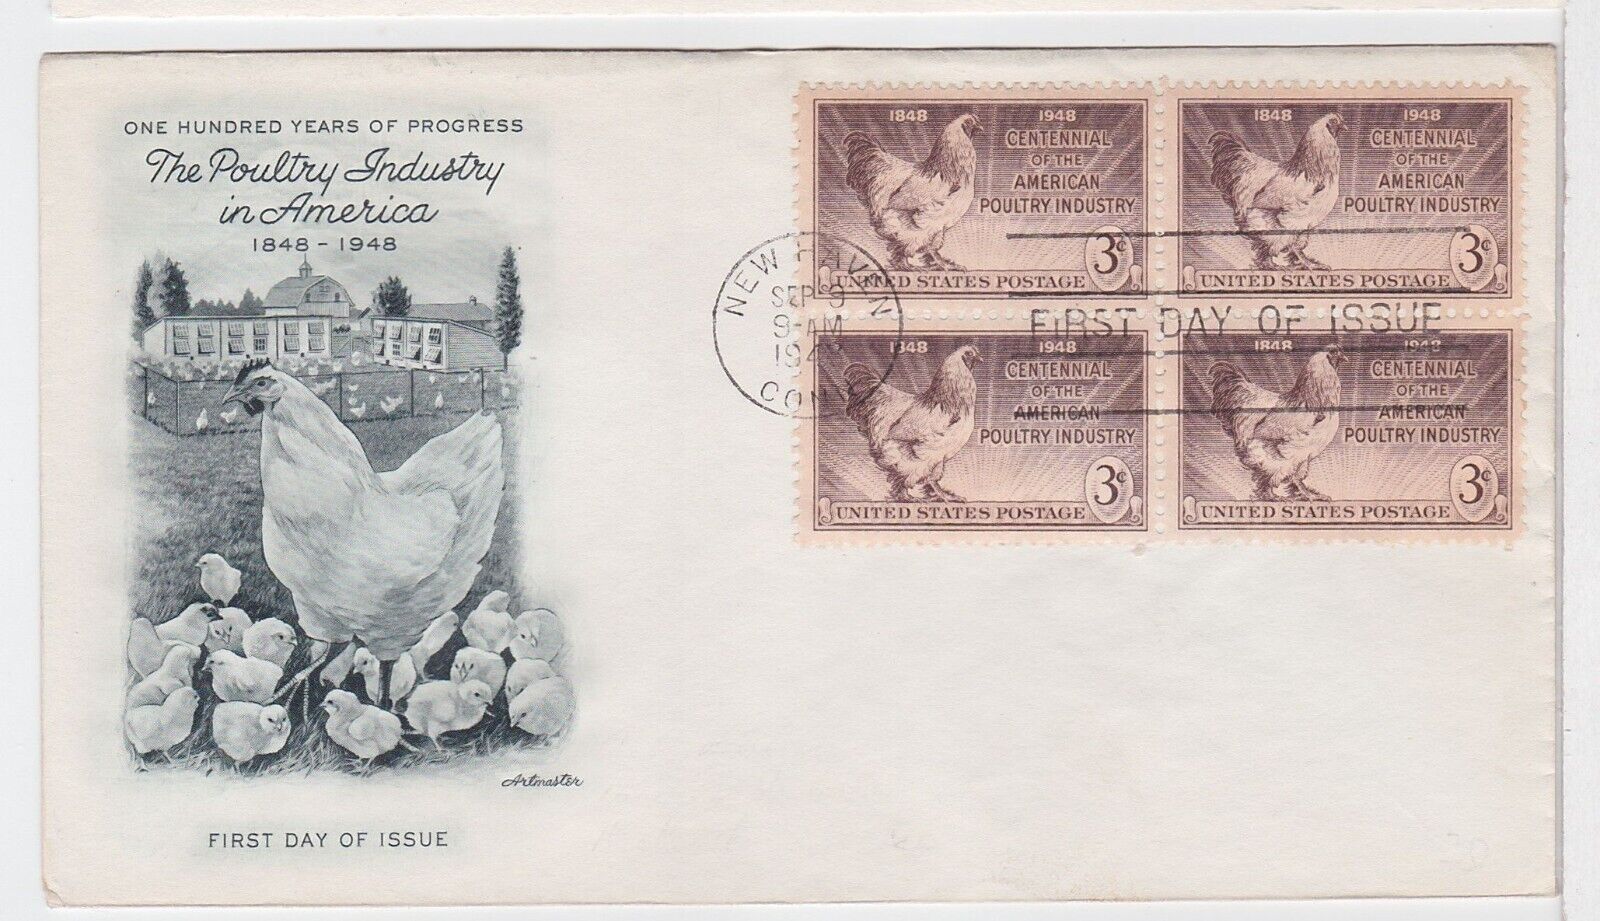 ONE HUNDRED YEARS OF PROGRESS
The Poultry Industry
in America
1848 - 1948
Artmaster
FIRST DAY OF ISSUE
NEW HAVEN
SEP 9
9-AM
1948
CONN.
FIRST DAY OF ISSUE
1848 1948
CENTENNIAL
OF THE
AMERICAN
POULTRY INDUSTRY
3¢
UNITED STATES POSTAGE
1848 1948
CENTENNIAL
OF THE
AMERICAN
POULTRY INDUSTRY
3¢
UNITED STATES POSTAGE
1848 1948
CENTENNIAL
OF THE
AMERICAN
POULTRY INDUSTRY
3¢
UNITED STATES POSTAGE
1848 1948
CENTENNIAL
OF THE
AMERICAN
POULTRY INDUSTRY
3¢
UNITED STATES POSTAGE